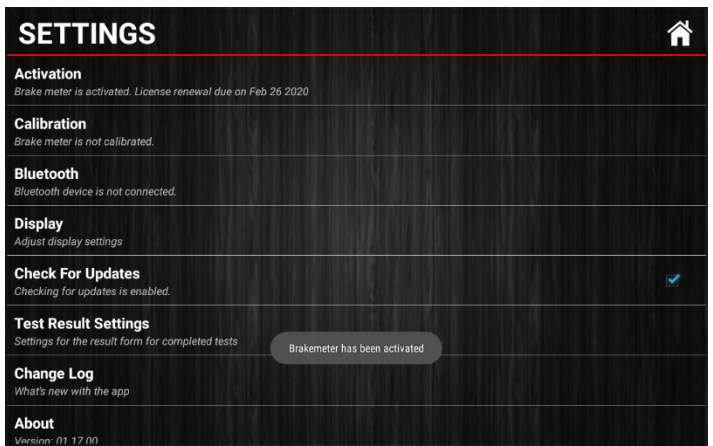 SETTINGS
Activation
Brake meter is activated. License renewal due on Feb 26 2020
Calibration
Brake meter is not calibrated.
Bluetooth
Bluetooth device is not connected.
Display
Adjust display settings
Check For Updates
Checking for updates is enabled.
Test Result Settings
Settings for the result form for completed tests
Brakemeter has been activated
Change Log
What's new with the app
About
Version: 01.17.00